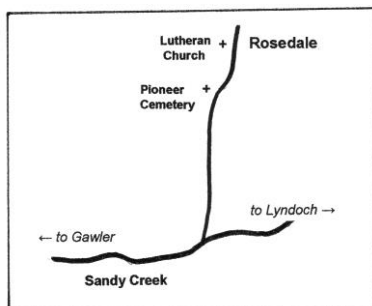 Lutheran
Church
+
Rosedale
Pioneer
Cemetery
+
to Lyndoch →
← to Gawler
Sandy Creek